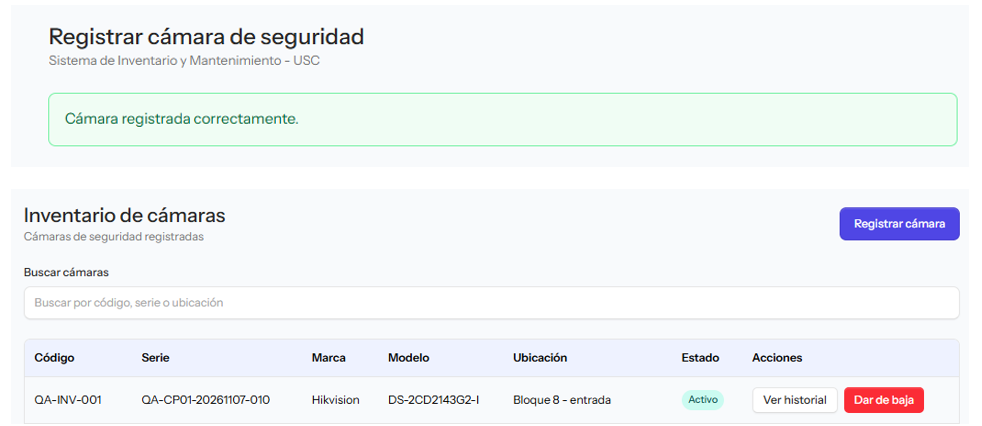 Registrar cámara de seguridad
Sistema de Inventario y Mantenimiento - USC
Cámara registrada correctamente.
Inventario de cámaras
Cámaras de seguridad registradas
Registrar cámara
Buscar cámaras
Buscar por código, serie o ubicación
Código Serie Marca Modelo Ubicación Estado Acciones
QA-INV-001 QA-CP01-20261107-010 Hikvision DS-2CD2143G2-I Bloque 8 - entrada Activo Ver historial Dar de baja